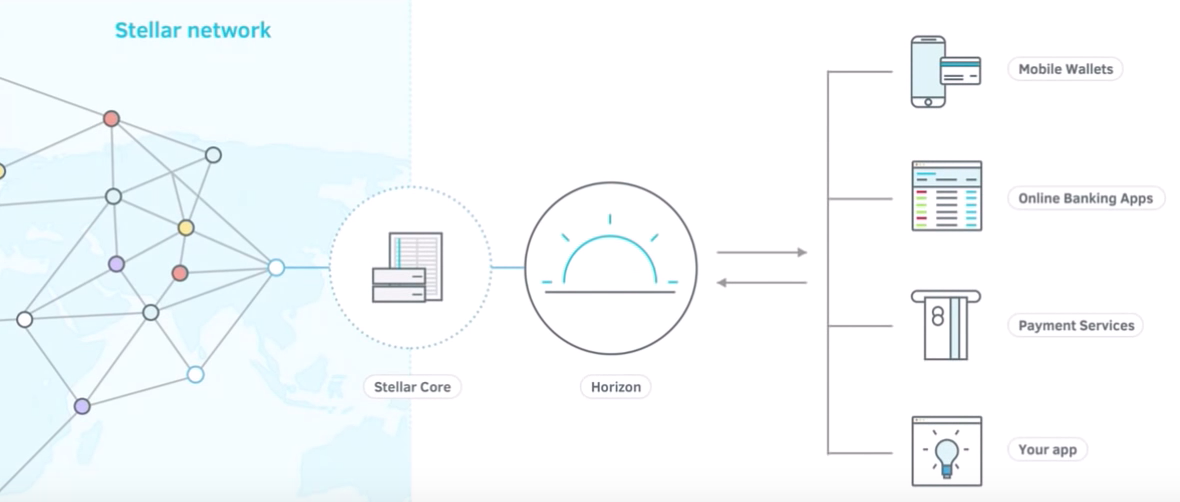 Stellar network
Mobile Wallets
Online Banking Apps
Stellar Core
Horizon
Payment Services
Your app